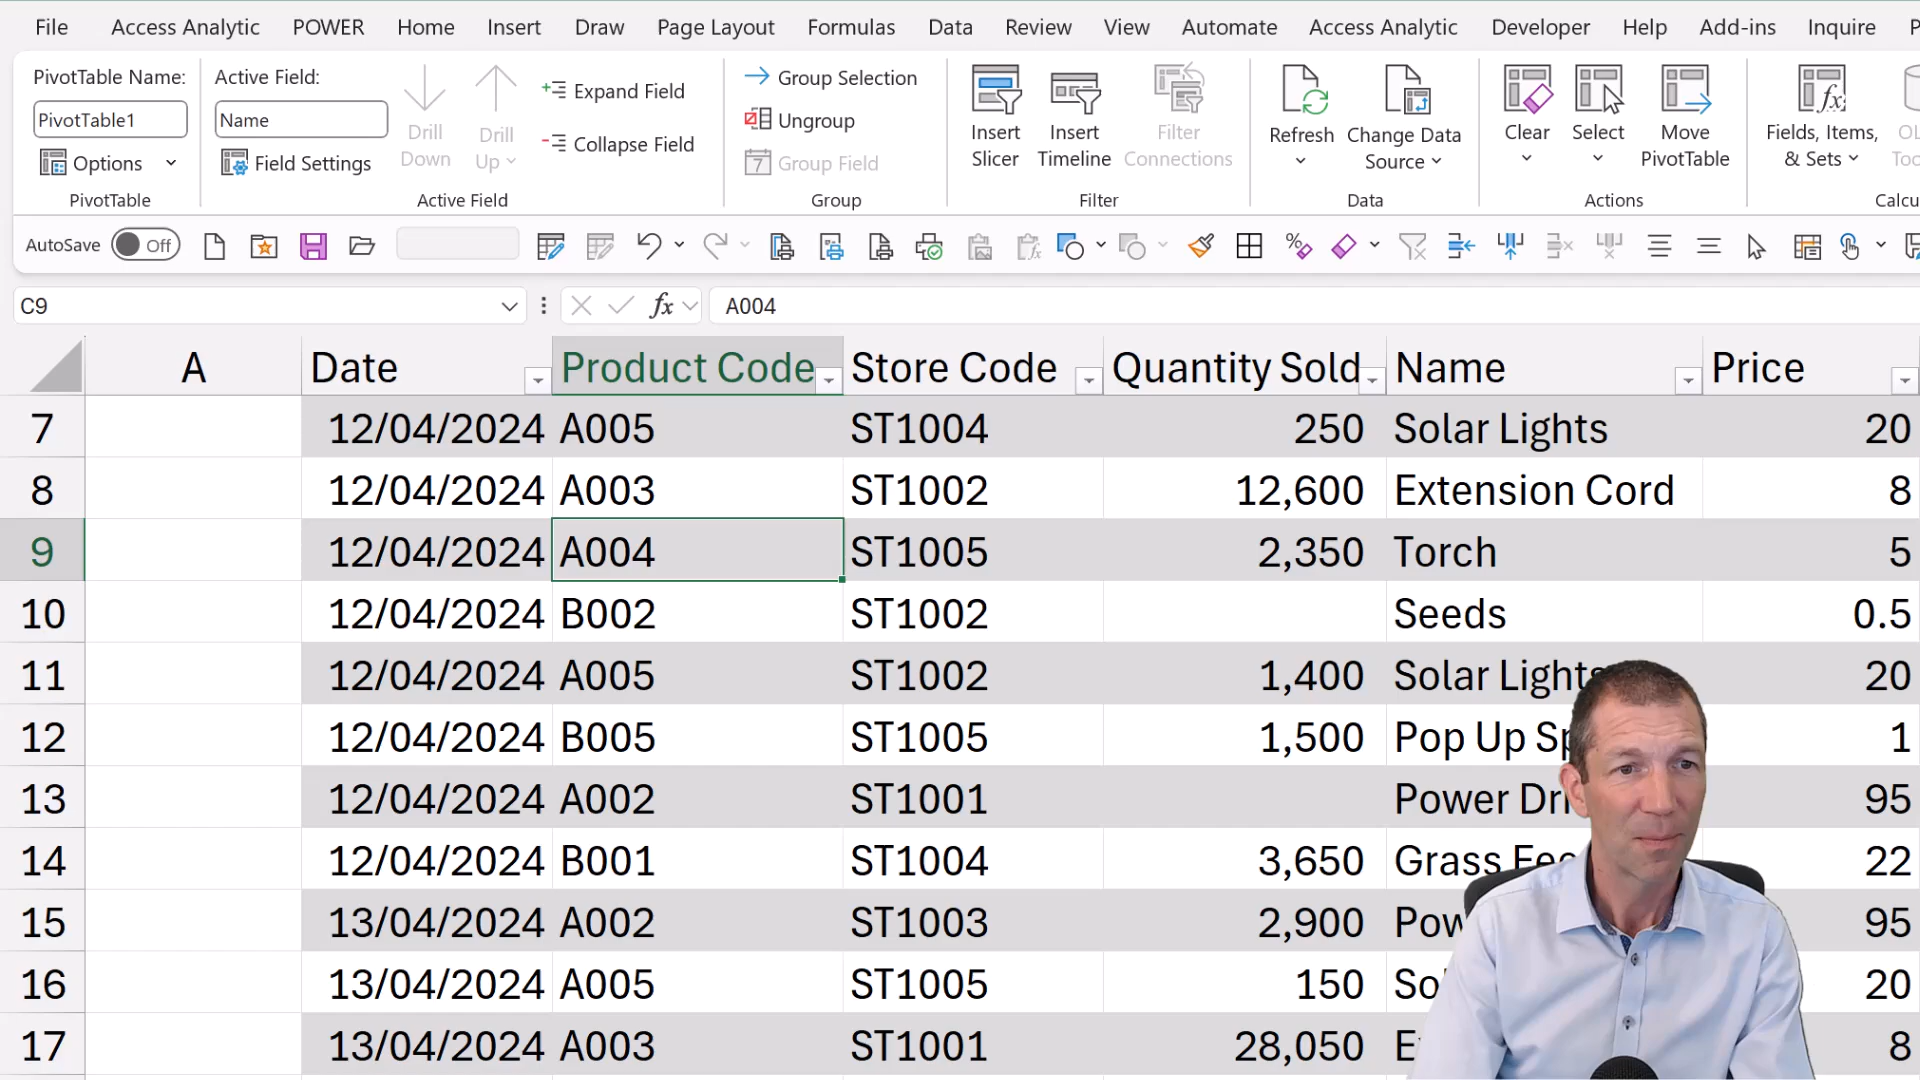 File Access Analytic POWER Home Insert Draw Page Layout Formulas Data Review View Automate Access Analytic Developer Help Add-ins Inquire
PivotTable Name: Active Field: Drill Down Drill Up Expand Field Group Selection Insert Slicer Insert Timeline Filter Connections Refresh Change Data Source Clear Select Move PivotTable Fields, Items, & Sets
PivotTable1 Name Collapse Field Ungroup
Options Field Settings Group Field
PivotTable Active Field Group Filter Data Actions
AutoSave Off
C9 fx A004
A Date Product Code Store Code Quantity Sold Name Price
7 12/04/2024 A005 ST1004 250 Solar Lights 20
8 12/04/2024 A003 ST1002 12,600 Extension Cord 8
9 12/04/2024 A004 ST1005 2,350 Torch 5
10 12/04/2024 B002 ST1002 Seeds 0.5
11 12/04/2024 A005 ST1002 1,400 Solar Lights 20
12 12/04/2024 B005 ST1005 1,500 Pop Up 1
13 12/04/2024 A002 ST1001 Power 95
14 12/04/2024 B001 ST1004 3,650 Grass 22
15 13/04/2024 A002 ST1003 2,900 95
16 13/04/2024 A005 ST1005 150 20
17 13/04/2024 A003 ST1001 28,050 8